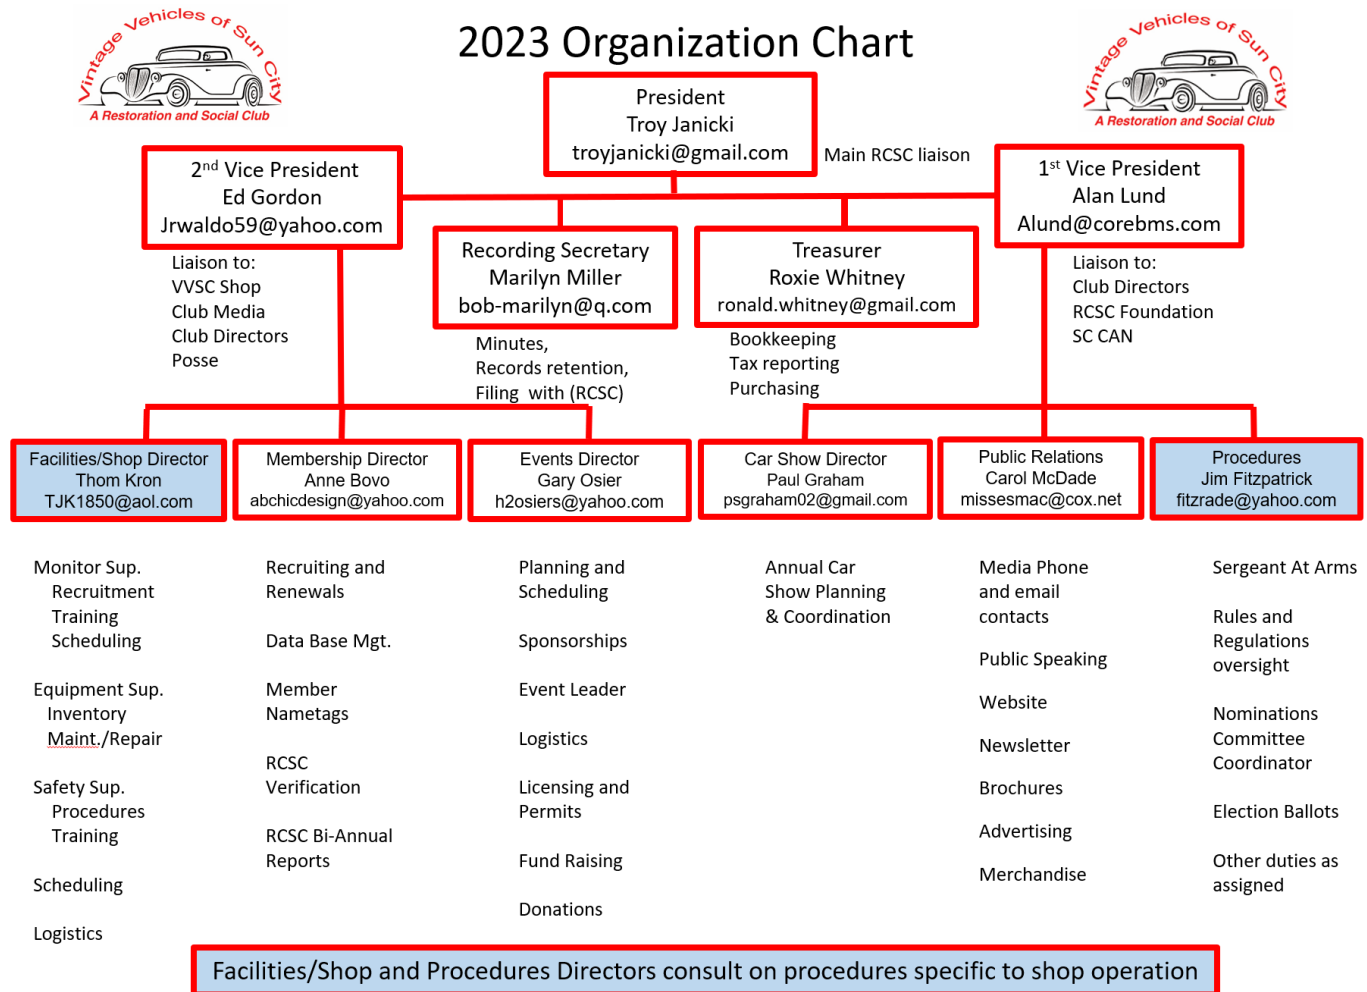 Vintage Vehicles of Sun City
A Restoration and Social Club
2023 Organization Chart
Vintage Vehicles of Sun City
A Restoration and Social Club
President
Troy Janicki
troyjanicki@gmail.com
Main RCSC liaison
2nd Vice President
Ed Gordon
Jrwaldo59@yahoo.com
Liaison to:
VVSC Shop
Club Media
Club Directors
Posse
Recording Secretary
Marilyn Miller
bob-marilyn@q.com
Minutes,
Records retention,
Filing with (RCSC)
Treasurer
Roxie Whitney
ronald.whitney@gmail.com
Bookkeeping
Tax reporting
Purchasing
1st Vice President
Alan Lund
Alund@corebms.com
Liaison to:
Club Directors
RCSC Foundation
SC CAN
Facilities/Shop Director
Thom Kron
TJK1850@aol.com
Monitor Sup.
Recruitment
Training
Scheduling
Equipment Sup.
Inventory
Maint./Repair
Safety Sup.
Procedures
Training
Scheduling
Logistics
Membership Director
Anne Bovo
abchicdesign@yahoo.com
Recruiting and
Renewals
Data Base Mgt.
Member
Nametags
RCSC
Verification
RCSC Bi-Annual
Reports
Events Director
Gary Osier
h2osiers@yahoo.com
Planning and
Scheduling
Sponsorships
Event Leader
Logistics
Licensing and
Permits
Fund Raising
Donations
Car Show Director
Paul Graham
psgraham02@gmail.com
Annual Car
Show Planning
& Coordination
Public Relations
Carol McDade
missesmac@cox.net
Media Phone
and email
contacts
Public Speaking
Website
Newsletter
Brochures
Advertising
Merchandise
Procedures
Jim Fitzpatrick
fitzrade@yahoo.com
Sergeant At Arms
Rules and
Regulations
oversight
Nominations
Committee
Coordinator
Election Ballots
Other duties as
assigned
Facilities/Shop and Procedures Directors consult on procedures specific to shop operation